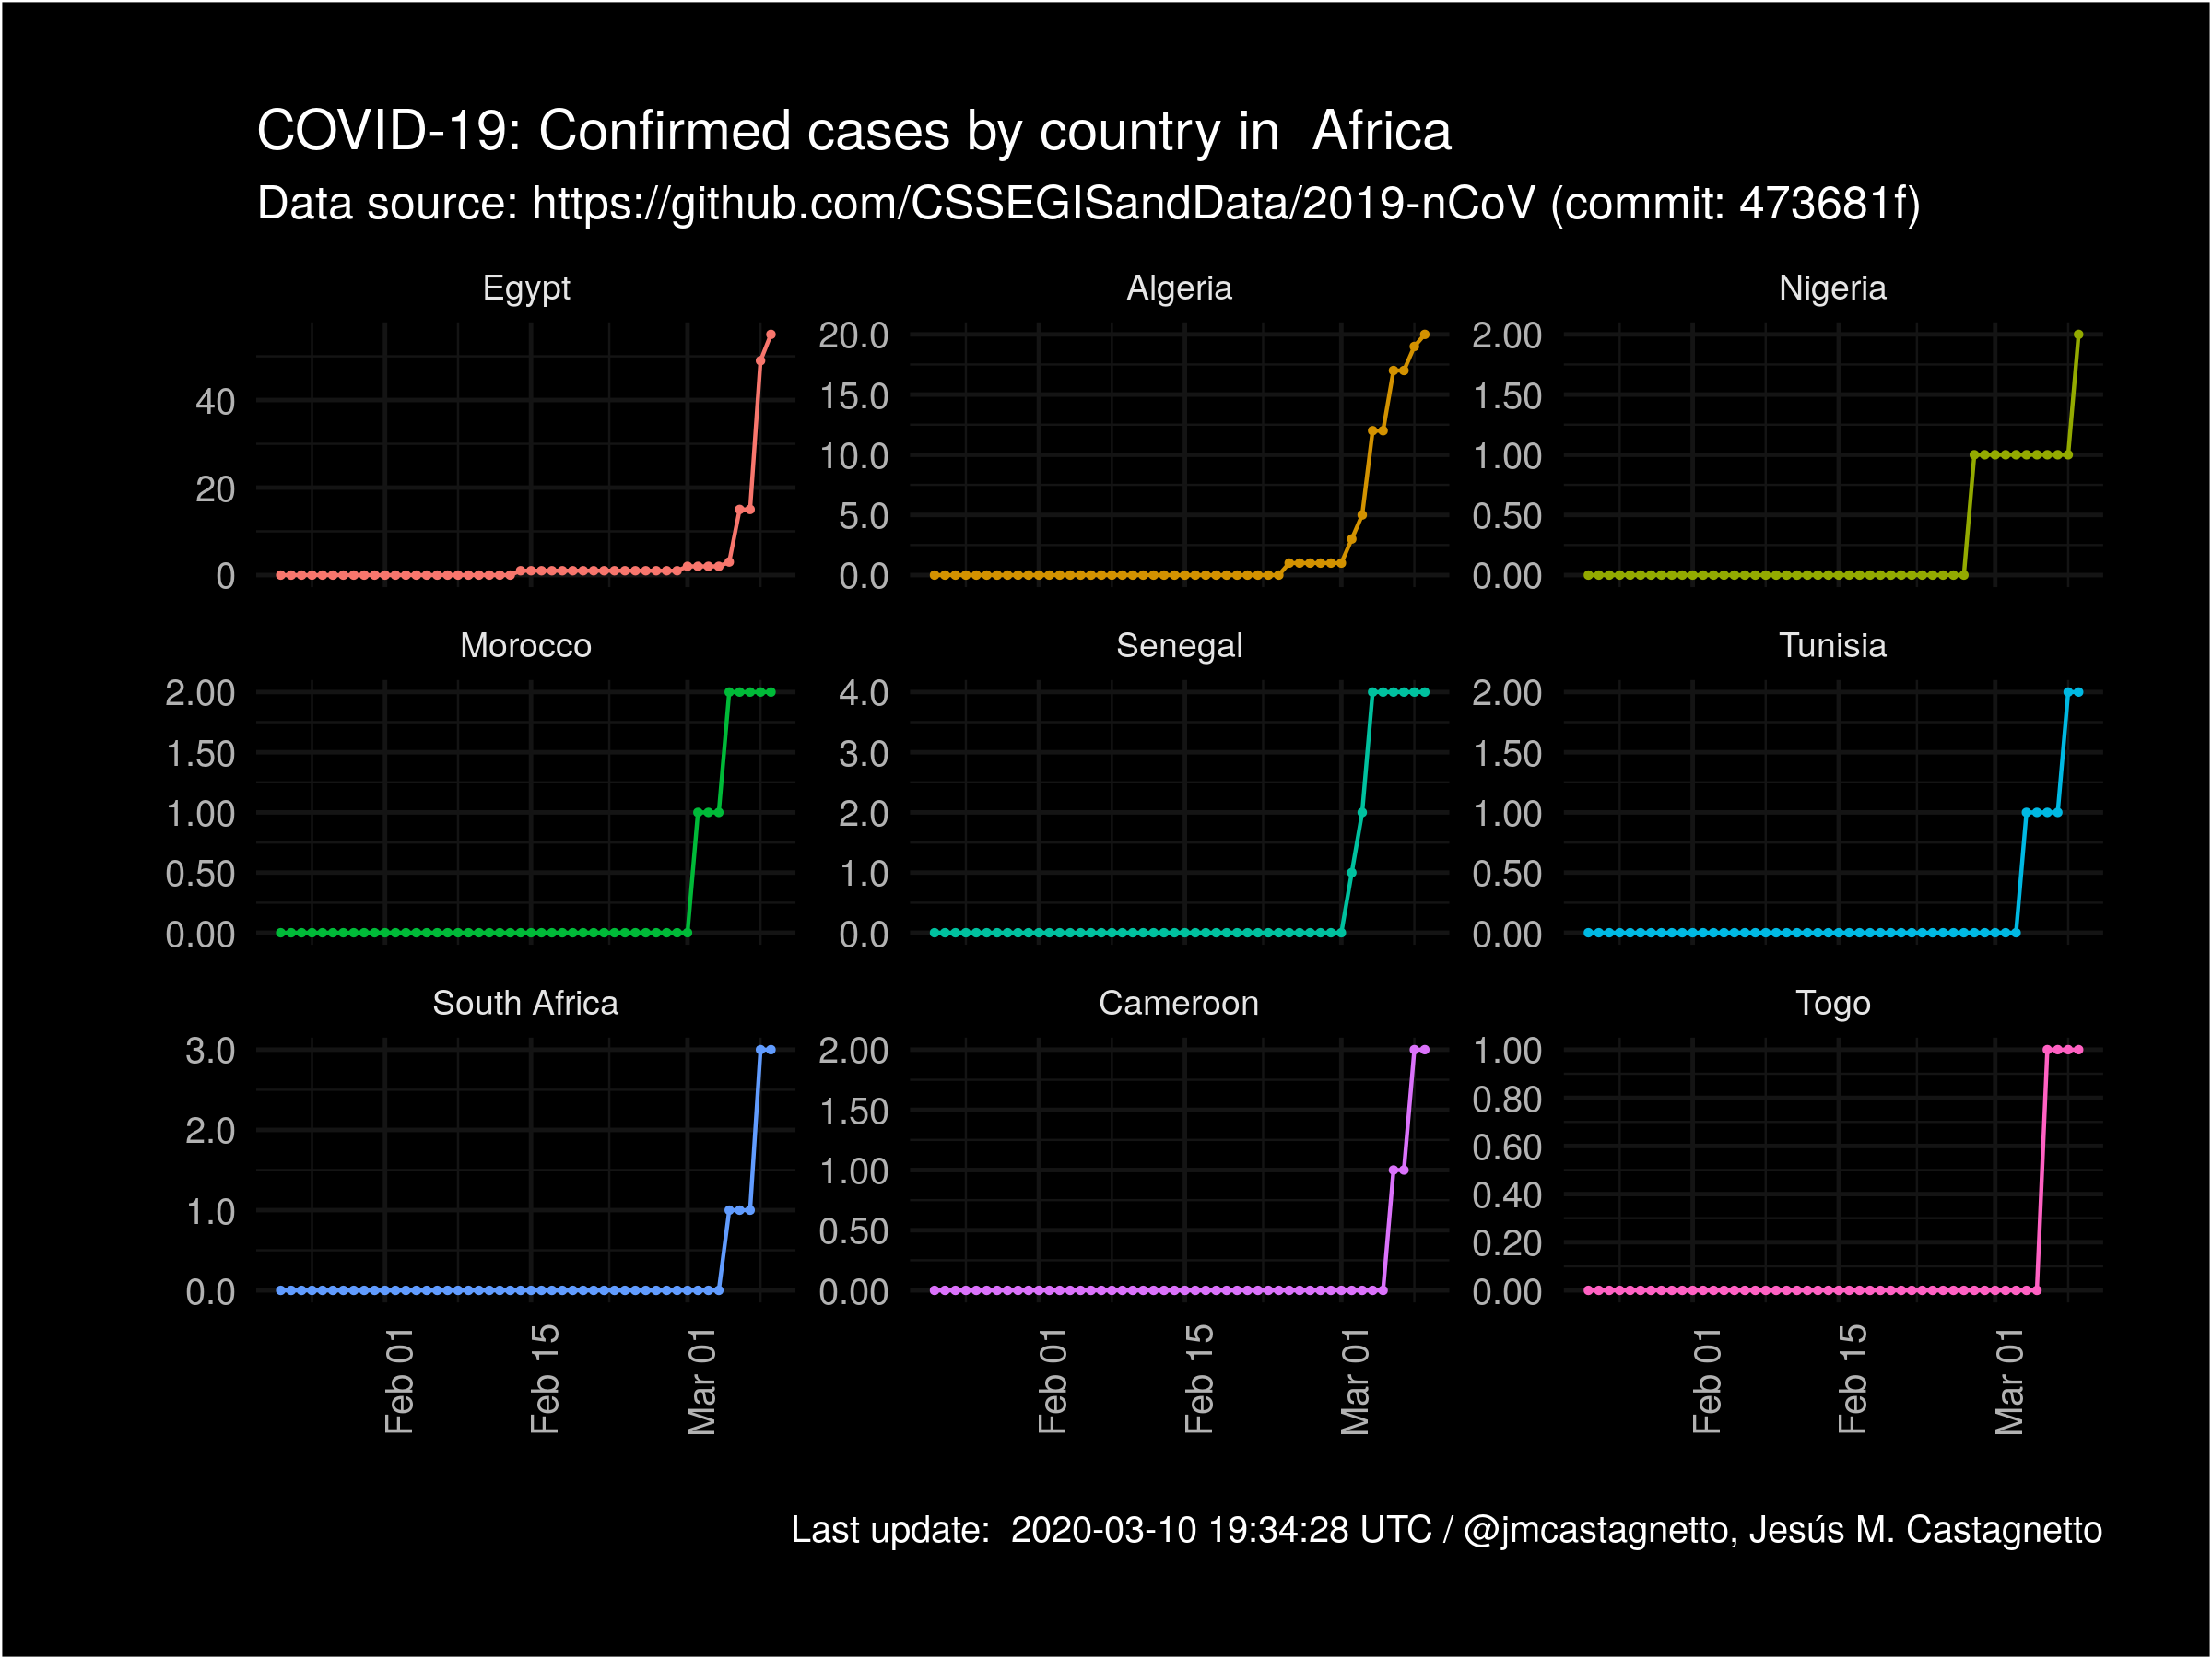 COVID-19: Confirmed cases by country in  Africa
Data source: https://github.com/CSSEGISandData/2019-nCoV (commit: 473681f)
Egypt
40
20
0
Algeria
20.0
15.0
10.0
5.0
0.0
Nigeria
2.00
1.50
1.00
0.50
0.00
Morocco
2.00
1.50
1.00
0.50
0.00
Senegal
4.0
3.0
2.0
1.0
0.0
Tunisia
2.00
1.50
1.00
0.50
0.00
South Africa
3.0
2.0
1.0
0.0
Cameroon
2.00
1.50
1.00
0.50
0.00
Togo
1.00
0.80
0.60
0.40
0.20
0.00
Feb 01
Feb 15
Mar 01
Feb 01
Feb 15
Mar 01
Feb 01
Feb 15
Mar 01
Last update:  2020-03-10 19:34:28 UTC / @jmcastagnetto, Jesús M. Castagnetto